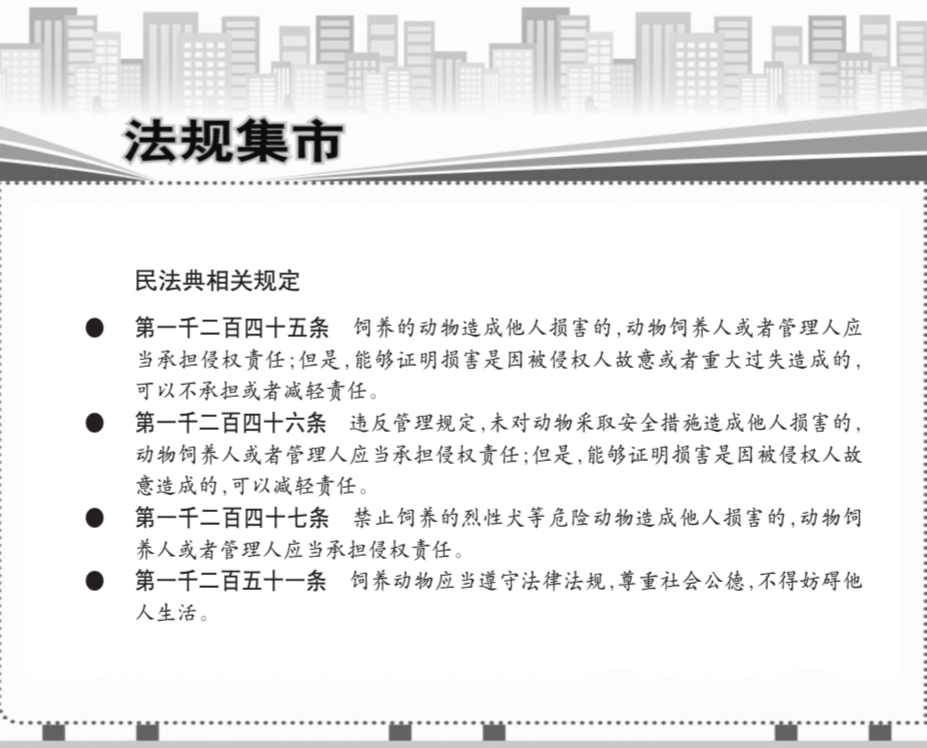 法规集市
民法典相关规定
● 第一千二百四十五条 饲养的动物造成他人损害的,动物饲养人或者管理人应
当承担侵权责任;但是,能够证明损害是因被侵权人故意或者重大过失造成的,
可以不承担或者减轻责任。
● 第一千二百四十六条 违反管理规定,未对动物采取安全措施造成他人损害的,
动物饲养人或者管理人应当承担侵权责任;但是,能够证明损害是因被侵权人故
意造成的,可以减轻责任。
● 第一千二百四十七条 禁止饲养的烈性犬等危险动物造成他人损害的,动物饲
养人或者管理人应当承担侵权责任。
● 第一千二百五十一条 饲养动物应当遵守法律法规,尊重社会公德,不得妨碍他
人生活。